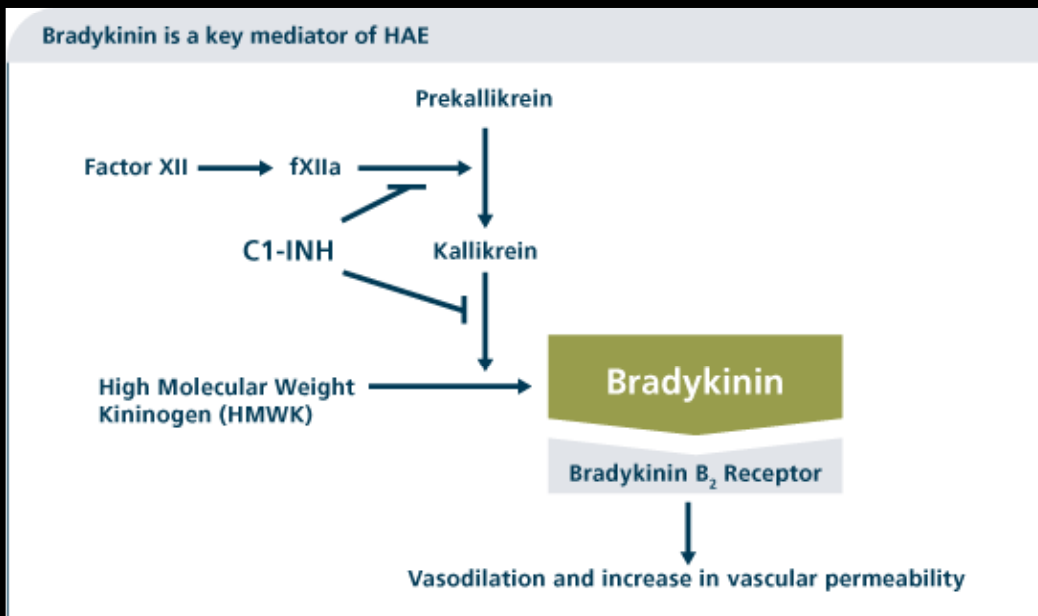 Bradykinin is a key mediator of HAE
Prekallikrein
Factor XII
fXIIa
C1-INH
Kallikrein
High Molecular Weight
Kininogen (HMWK)
Bradykinin
Bradykinin B₂ Receptor
Vasodilation and increase in vascular permeability